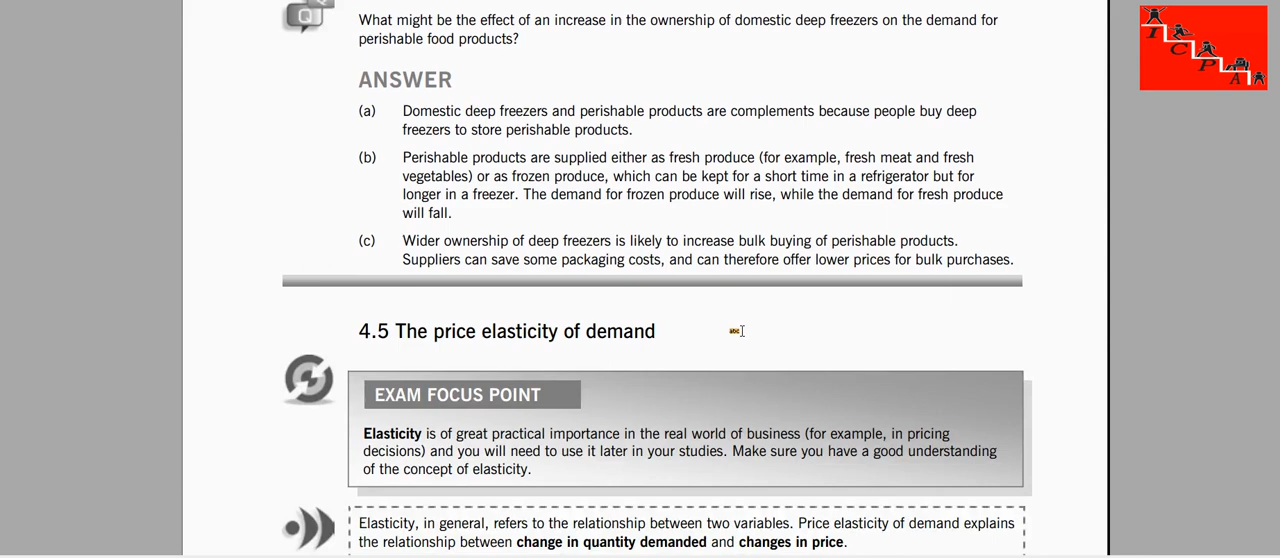 What might be the effect of an increase in the ownership of domestic deep freezers on the demand for
perishable food products?
ANSWER
(a) Domestic deep freezers and perishable products are complements because people buy deep
freezers to store perishable products.
(b) Perishable products are supplied either as fresh produce (for example, fresh meat and fresh
vegetables) or as frozen produce, which can be kept for a short time in a refrigerator but for
longer in a freezer. The demand for frozen produce will rise, while the demand for fresh produce
will fall.
(c) Wider ownership of deep freezers is likely to increase bulk buying of perishable products.
Suppliers can save some packaging costs, and can therefore offer lower prices for bulk purchases.
4.5 The price elasticity of demand
abc
EXAM FOCUS POINT
Elasticity is of great practical importance in the real world of business (for example, in pricing
decisions) and you will need to use it later in your studies. Make sure you have a good understanding
of the concept of elasticity.
Elasticity, in general, refers to the relationship between two variables. Price elasticity of demand explains
the relationship between change in quantity demanded and changes in price.
Q
I
C
P
A